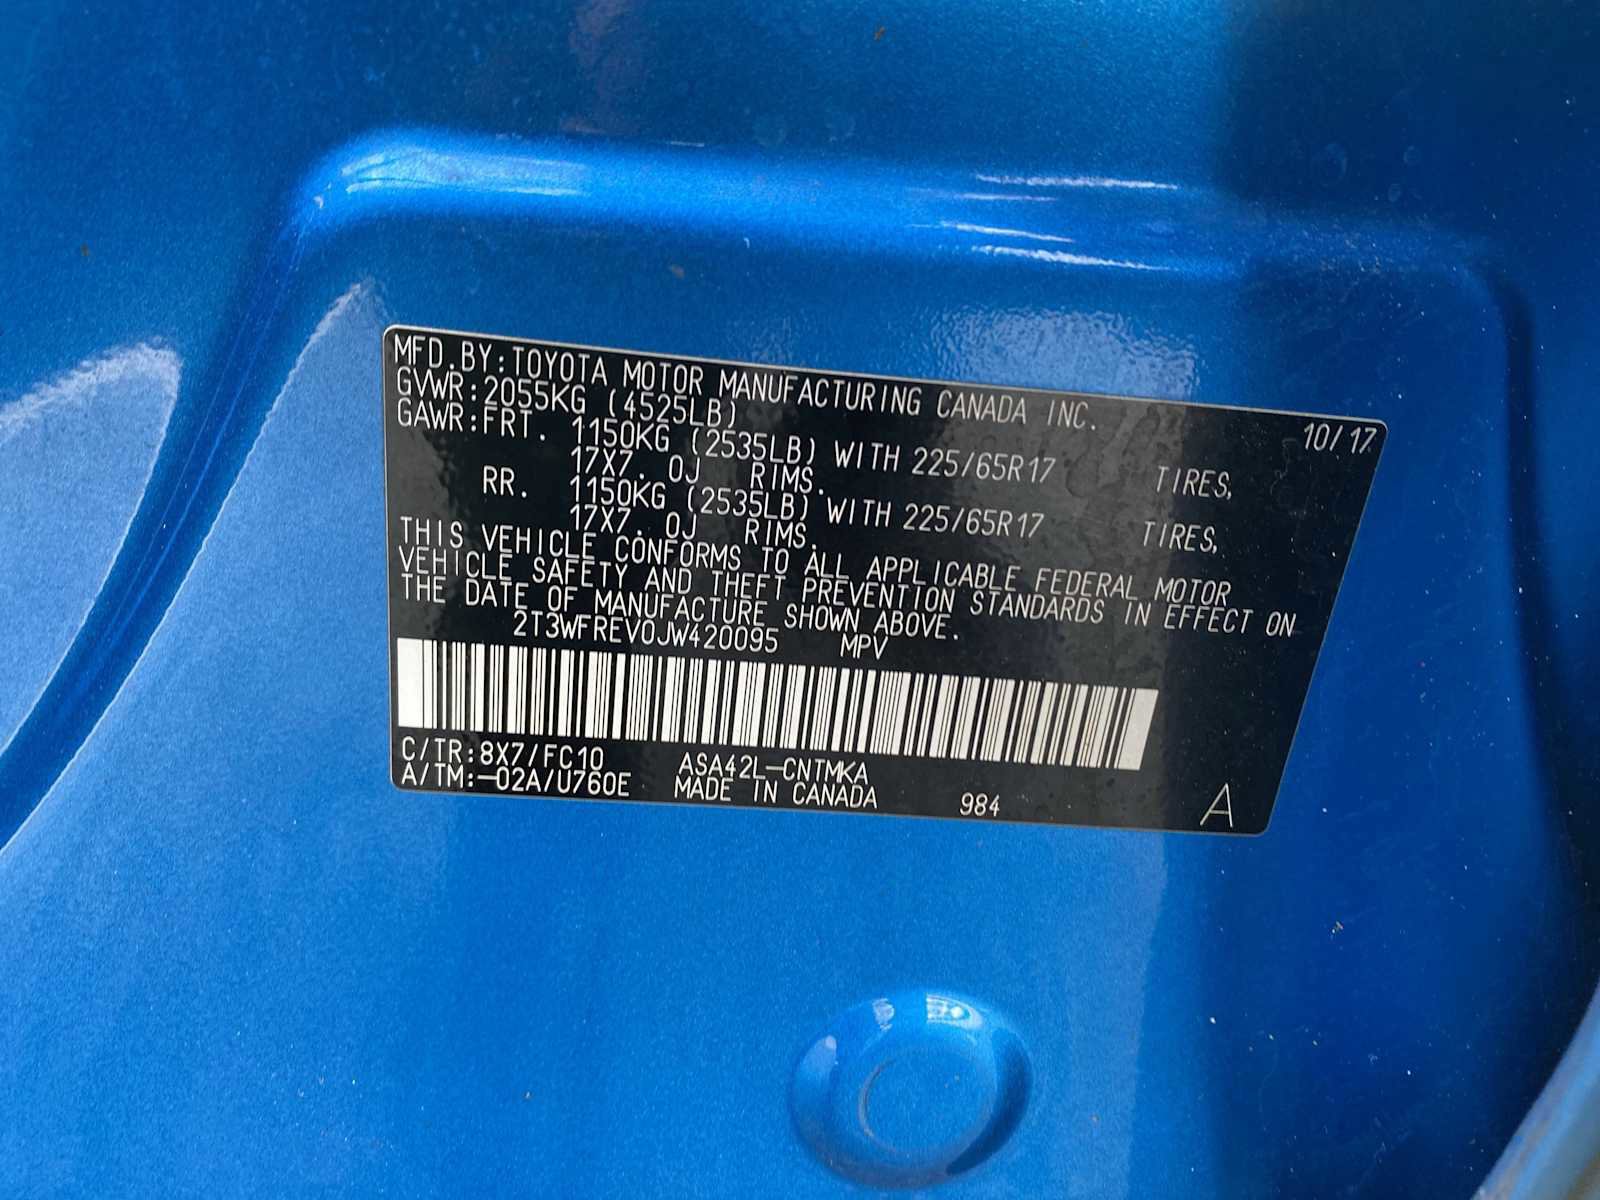 MFD.BY:TOYOTA MOTOR MANUFACTURING CANADA INC. 10/17
GVWR:2055KG (4525LB)
GAWR:FRT. 1150KG (2535LB) WITH 225/65R17 TIRES,
17X7.0J RIMS.
RR. 1150KG (2535LB) WITH 225/65R17 TIRES,
17X7.0J RIMS.
THIS VEHICLE CONFORMS TO ALL APPLICABLE FEDERAL MOTOR
VEHICLE SAFETY AND THEFT PREVENTION STANDARDS IN EFFECT ON
THE DATE OF MANUFACTURE SHOWN ABOVE.
2T3WFREV0JW420095 MPV
C/TR:8X7/FC10 ASA42L-CNTMKA
A/TM:-02A/U760E MADE IN CANADA 984 A